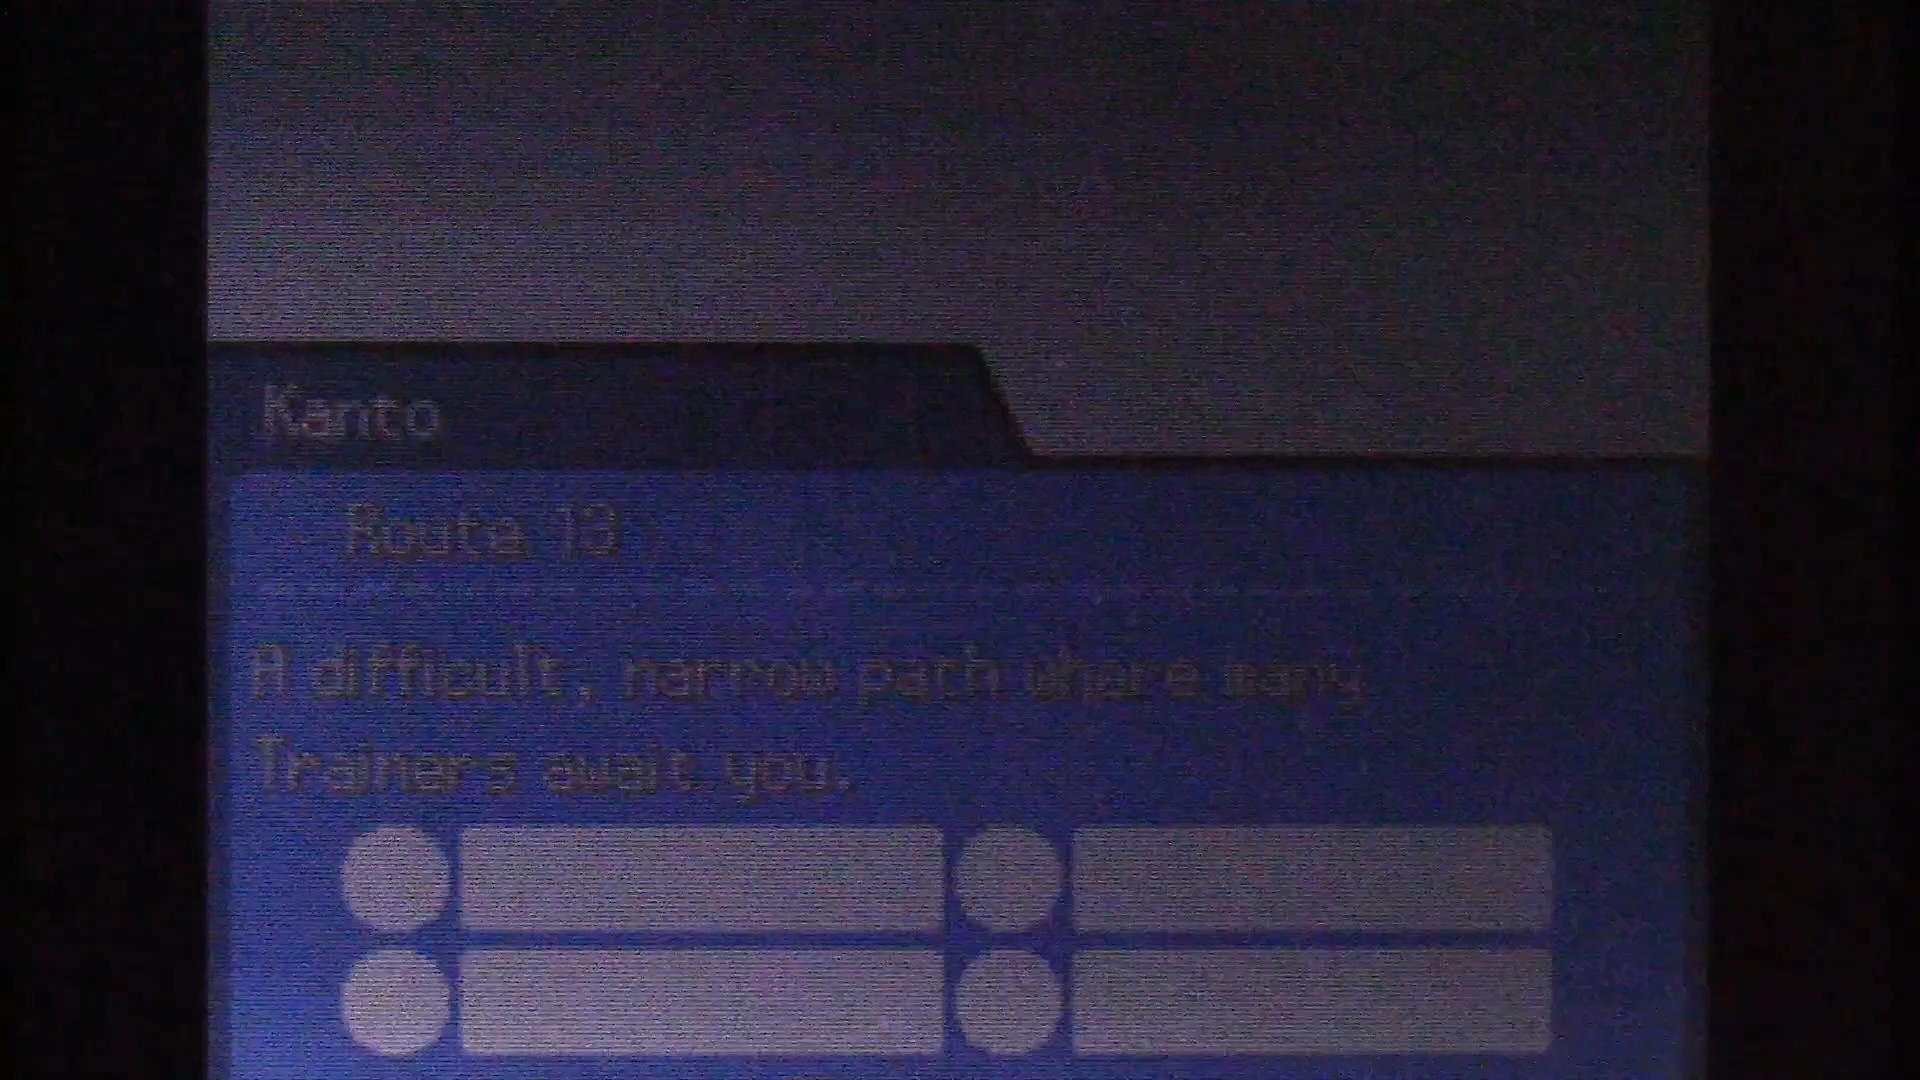 Kanto
Route 13
A difficult, narrow path where many
Trainers await you.